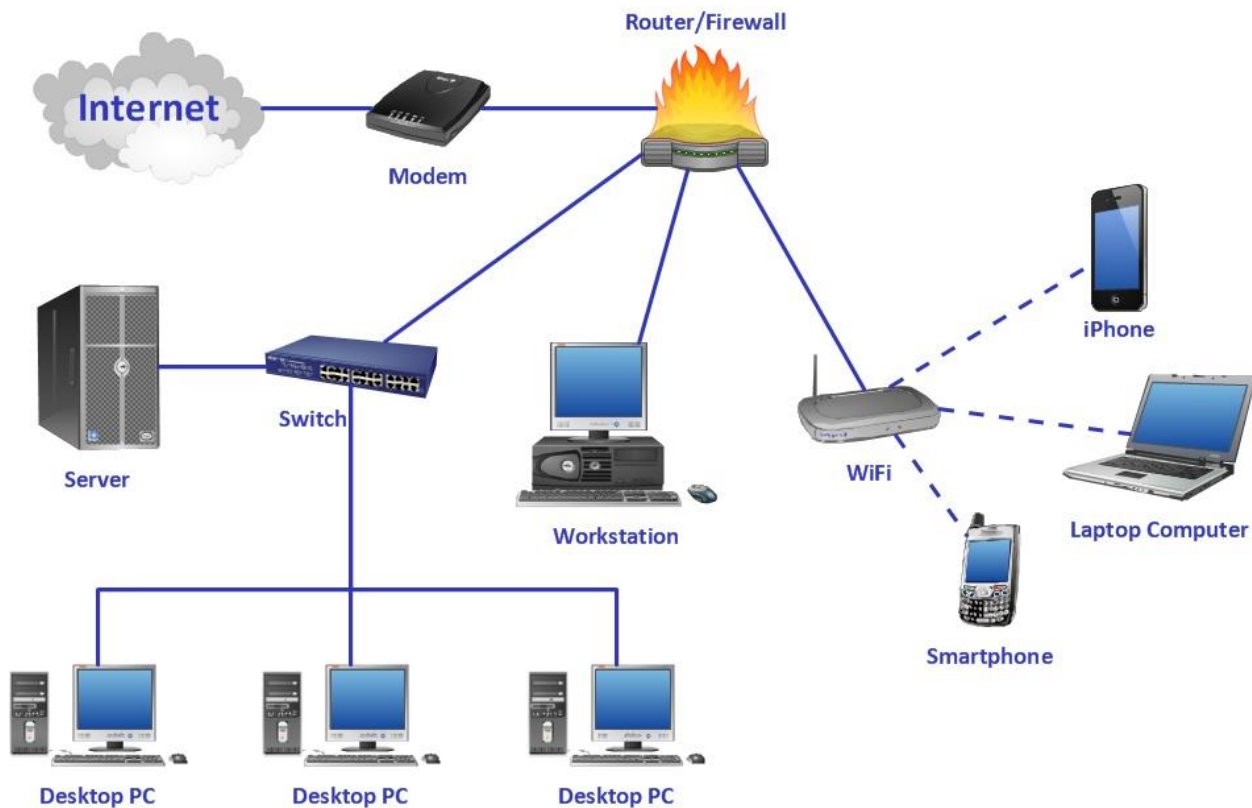 Router/Firewall
Internet
Modem
iPhone
Switch
Server
WiFi
Workstation
Laptop Computer
Smartphone
Desktop PC
Desktop PC
Desktop PC